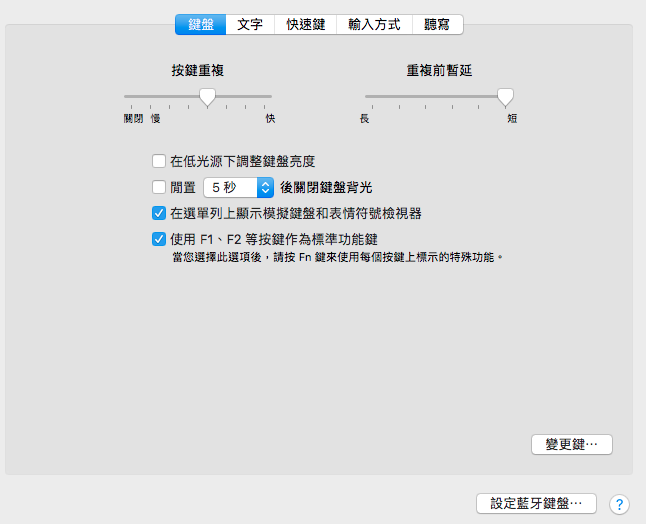 鍵盤 文字 快速鍵 輸入方式 聽寫
按鍵重複 重複前暫延
關閉 慢 快 長 短
在低光源下調整鍵盤亮度
閒置 5 秒 後關閉鍵盤背光
在選單列上顯示模擬鍵盤和表情符號檢視器
使用 F1、F2 等按鍵作為標準功能鍵
當您選擇此選項後，請按 Fn 鍵來使用每個按鍵上標示的特殊功能。
變更鍵⋯
設定藍牙鍵盤⋯ ?